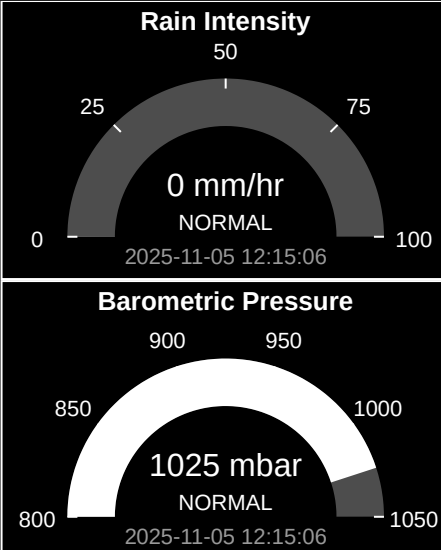 Rain Intensity
50
25
75
0 mm/hr
NORMAL
0
100
2025-11-05 12:15:06
Barometric Pressure
900
950
850
1000
1025 mbar
NORMAL
800
1050
2025-11-05 12:15:06